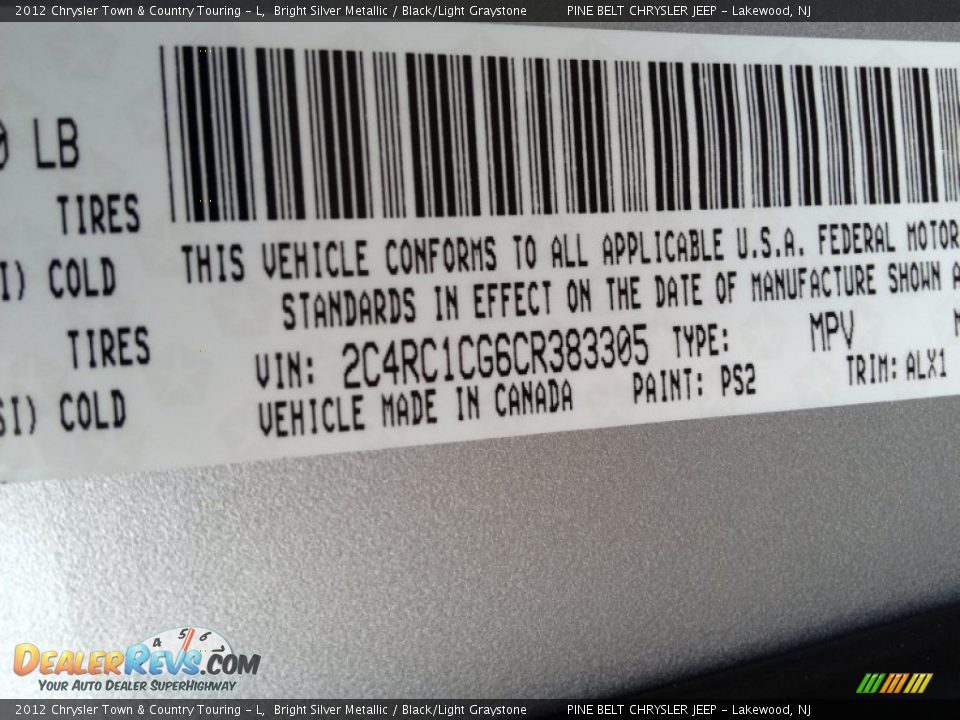 2012 Chrysler Town & Country Touring - L, Bright Silver Metallic / Black/Light Graystone PINE BELT CHRYSLER JEEP - Lakewood, NJ
LB
TIRES
COLD
TIRES
COLD
THIS VEHICLE CONFORMS TO ALL APPLICABLE U.S.A. FEDERAL MOTOR
STANDARDS IN EFFECT ON THE DATE OF MANUFACTURE SHOWN A
VIN: 2C4RC1CG6CR383305 TYPE: MPV
VEHICLE MADE IN CANADA PAINT: PS2 TRIM: ALX1
4 5 6
DEALERREVS.COM
YOUR AUTO DEALER SUPERHIGHWAY
2012 Chrysler Town & Country Touring - L, Bright Silver Metallic / Black/Light Graystone PINE BELT CHRYSLER JEEP - Lakewood, NJ